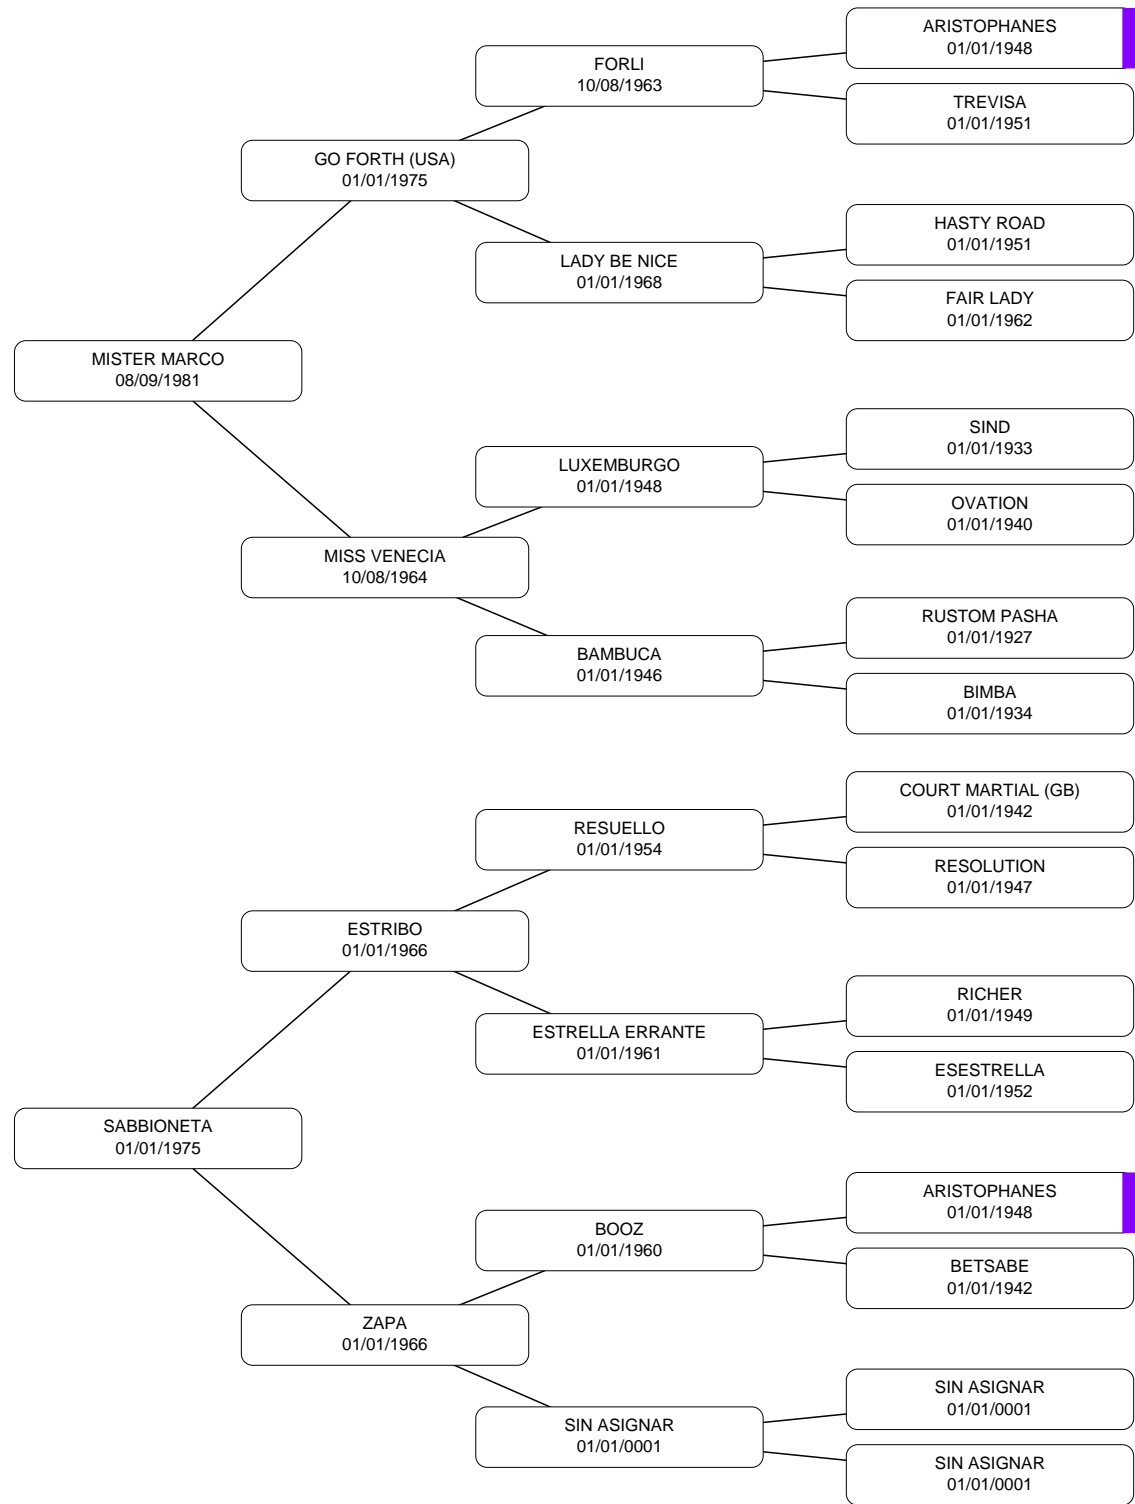 ARISTOPHANES
01/01/1948
FORLI
10/08/1963
TREVISA
01/01/1951
GO FORTH (USA)
01/01/1975
HASTY ROAD
01/01/1951
LADY BE NICE
01/01/1968
FAIR LADY
01/01/1962
MISTER MARCO
08/09/1981
SIND
01/01/1933
LUXEMBURGO
01/01/1948
OVATION
01/01/1940
MISS VENECIA
10/08/1964
RUSTOM PASHA
01/01/1927
BAMBUCA
01/01/1946
BIMBA
01/01/1934
COURT MARTIAL (GB)
01/01/1942
RESUELLO
01/01/1954
RESOLUTION
01/01/1947
ESTRIBO
01/01/1966
RICHER
01/01/1949
ESTRELLA ERRANTE
01/01/1961
ESESTRELLA
01/01/1952
SABBIONETA
01/01/1975
ARISTOPHANES
01/01/1948
BOOZ
01/01/1960
BETSABE
01/01/1942
ZAPA
01/01/1966
SIN ASIGNAR
01/01/0001
SIN ASIGNAR
01/01/0001
SIN ASIGNAR
01/01/0001